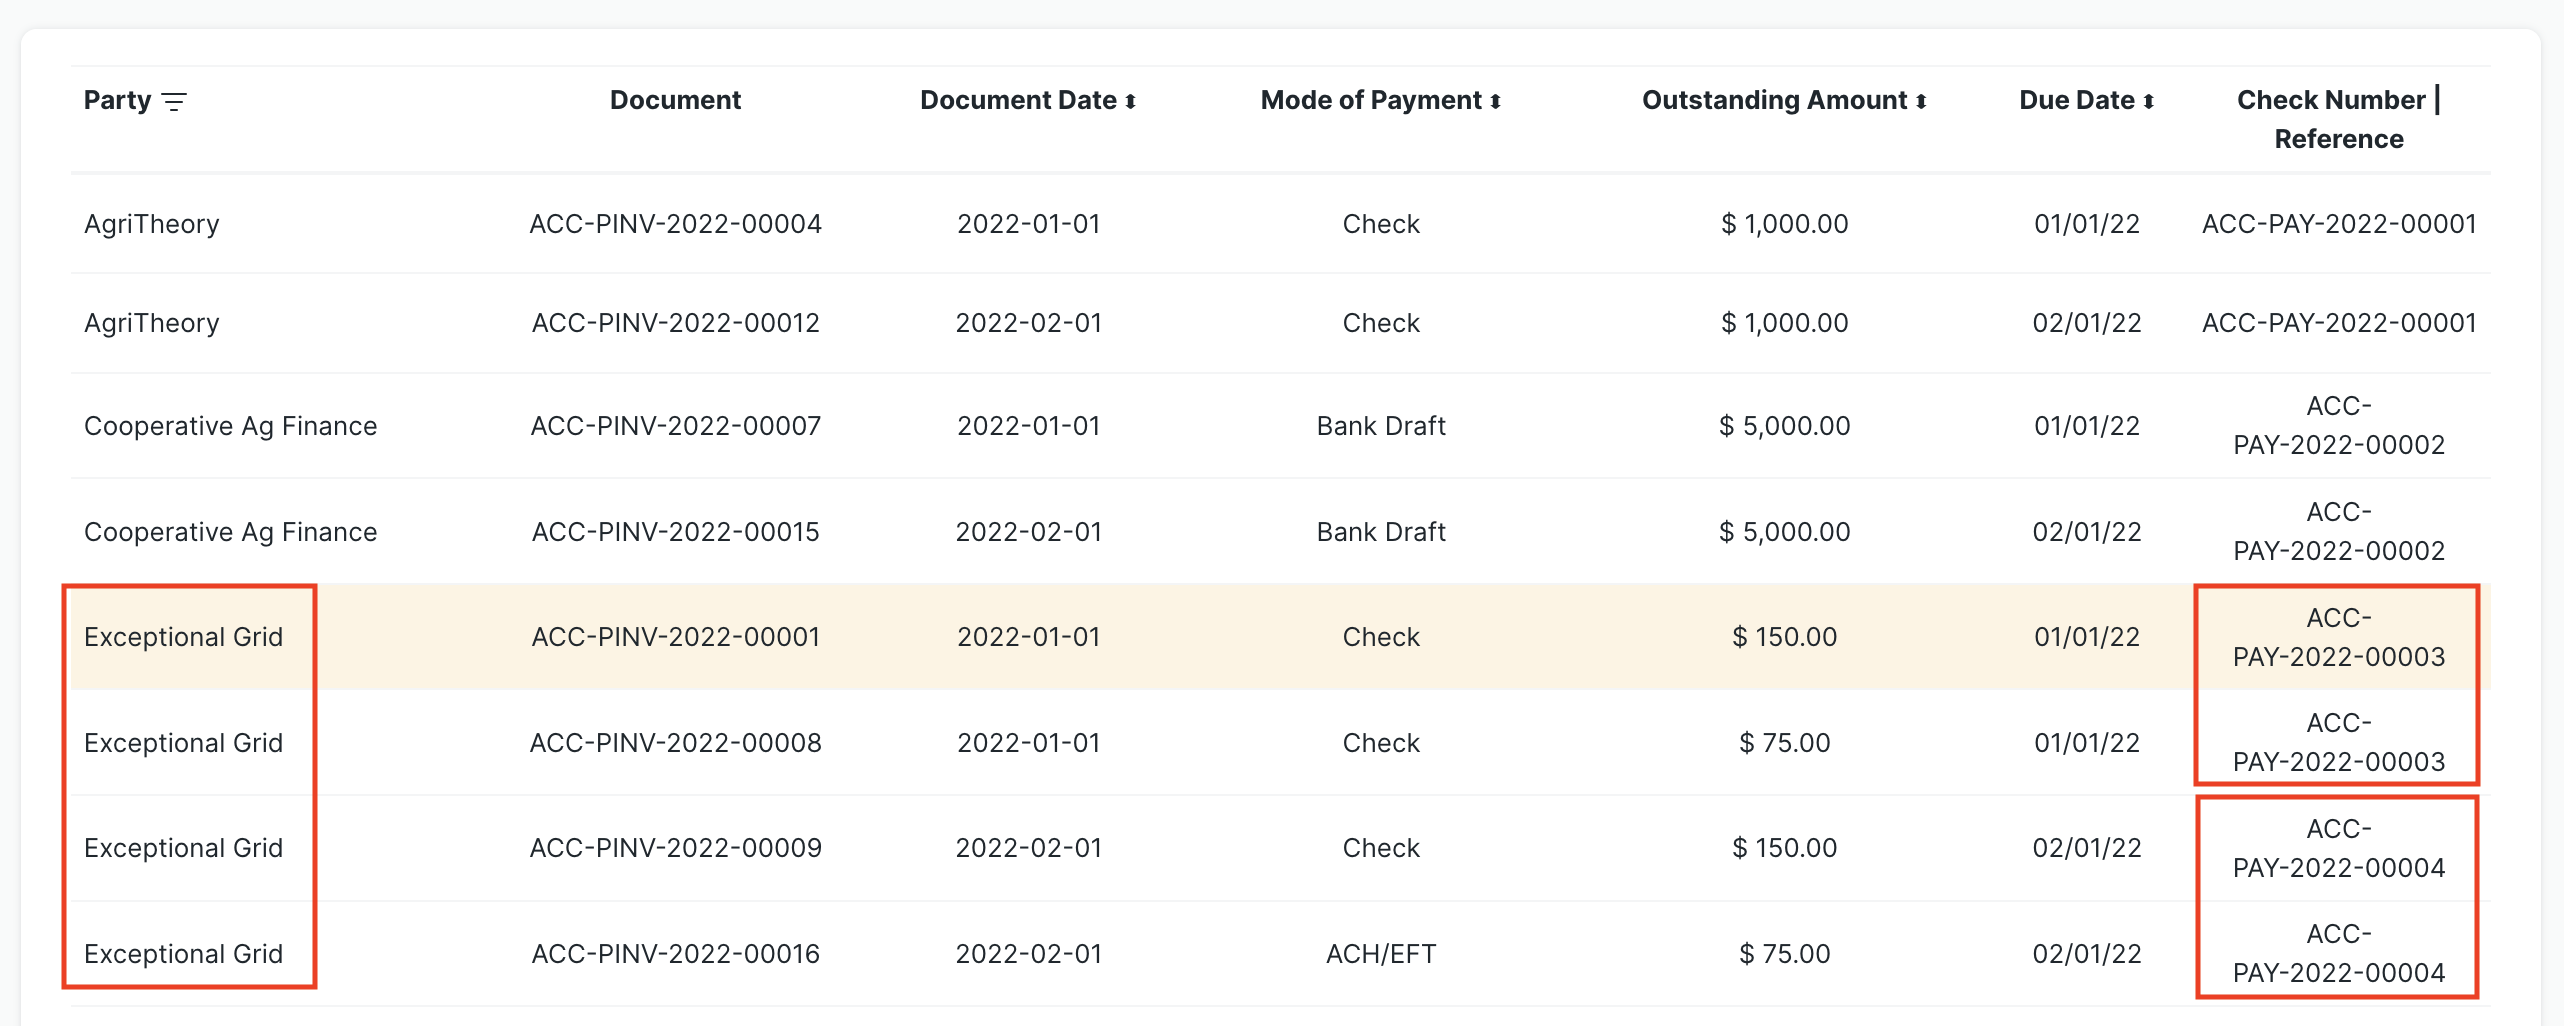 Party Document Document Date Mode of Payment Outstanding Amount Due Date Check Number |
Reference
AgriTheory ACC-PINV-2022-00004 2022-01-01 Check $ 1,000.00 01/01/22 ACC-PAY-2022-00001
AgriTheory ACC-PINV-2022-00012 2022-02-01 Check $ 1,000.00 02/01/22 ACC-PAY-2022-00001
Cooperative Ag Finance ACC-PINV-2022-00007 2022-01-01 Bank Draft $ 5,000.00 01/01/22 ACC-
PAY-2022-00002
Cooperative Ag Finance ACC-PINV-2022-00015 2022-02-01 Bank Draft $ 5,000.00 02/01/22 ACC-
PAY-2022-00002
Exceptional Grid ACC-PINV-2022-00001 2022-01-01 Check $ 150.00 01/01/22 ACC-
PAY-2022-00003
Exceptional Grid ACC-PINV-2022-00008 2022-01-01 Check $ 75.00 01/01/22 ACC-
PAY-2022-00003
Exceptional Grid ACC-PINV-2022-00009 2022-02-01 Check $ 150.00 02/01/22 ACC-
PAY-2022-00004
Exceptional Grid ACC-PINV-2022-00016 2022-02-01 ACH/EFT $ 75.00 02/01/22 ACC-
PAY-2022-00004